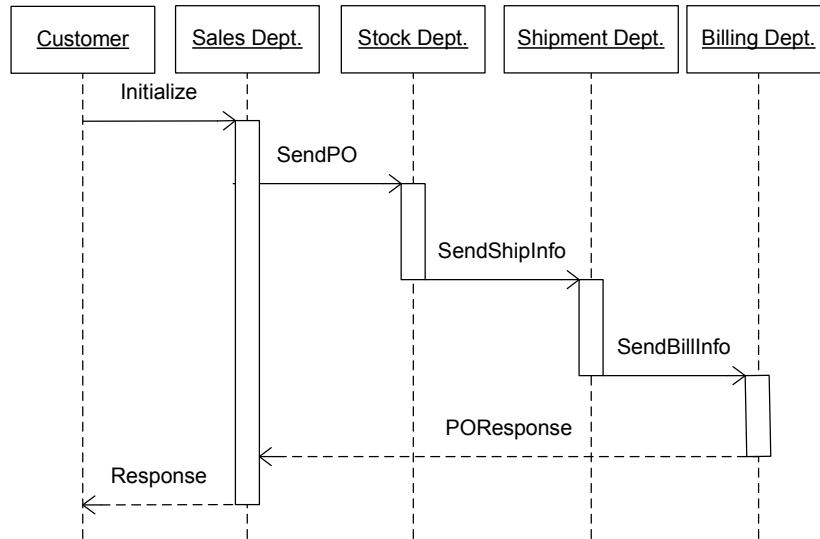 Customer
Sales Dept.
Stock Dept.
Shipment Dept.
Billing Dept.
Initialize
SendPO
SendShipInfo
SendBillInfo
POResponse
Response